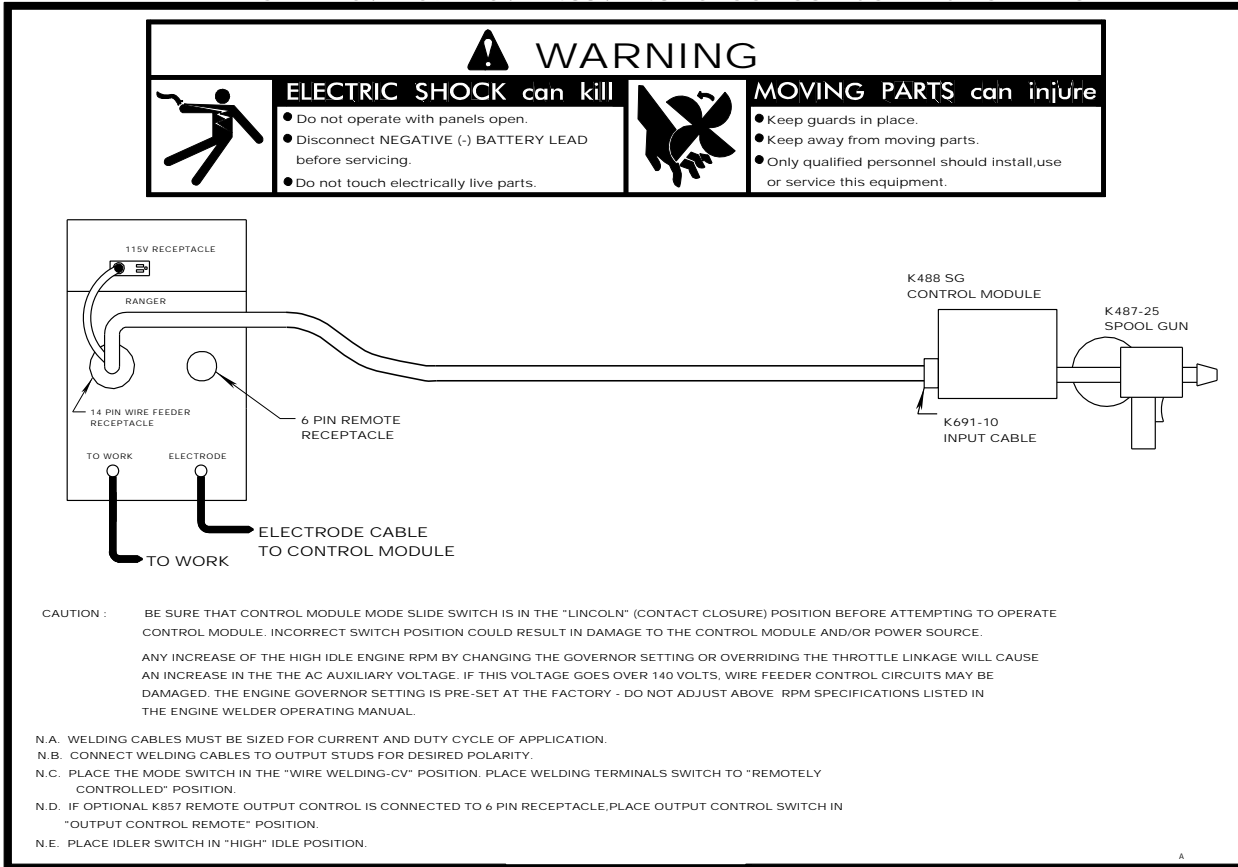 WARNING
ELECTRIC SHOCK can kill
● Do not operate with panels open.
● Disconnect NEGATIVE (-) BATTERY LEAD
before servicing.
● Do not touch electrically live parts.
MOVING PARTS can injure
● Keep guards in place.
● Keep away from moving parts.
● Only qualified personnel should install,use
or service this equipment.
115V RECEPTACLE
RANGER
14 PIN WIRE FEEDER
RECEPTACLE
6 PIN REMOTE
RECEPTACLE
TO WORK
ELECTRODE
ELECTRODE CABLE
TO CONTROL MODULE
TO WORK
K488 SG
CONTROL MODULE
K487-25
SPOOL GUN
K691-10
INPUT CABLE
CAUTION : BE SURE THAT CONTROL MODULE MODE SLIDE SWITCH IS IN THE "LINCOLN" (CONTACT CLOSURE) POSITION BEFORE ATTEMPTING TO OPERATE
CONTROL MODULE. INCORRECT SWITCH POSITION COULD RESULT IN DAMAGE TO THE CONTROL MODULE AND/OR POWER SOURCE.
ANY INCREASE OF THE HIGH IDLE ENGINE RPM BY CHANGING THE GOVERNOR SETTING OR OVERRIDING THE THROTTLE LINKAGE WILL CAUSE
AN INCREASE IN THE THE AC AUXILIARY VOLTAGE. IF THIS VOLTAGE GOES OVER 140 VOLTS, WIRE FEEDER CONTROL CIRCUITS MAY BE
DAMAGED. THE ENGINE GOVERNOR SETTING IS PRE-SET AT THE FACTORY - DO NOT ADJUST ABOVE RPM SPECIFICATIONS LISTED IN
THE ENGINE WELDER OPERATING MANUAL.
N.A. WELDING CABLES MUST BE SIZED FOR CURRENT AND DUTY CYCLE OF APPLICATION.
N.B. CONNECT WELDING CABLES TO OUTPUT STUDS FOR DESIRED POLARITY.
N.C. PLACE THE MODE SWITCH IN THE "WIRE WELDING-CV" POSITION. PLACE WELDING TERMINALS SWITCH TO "REMOTELY
CONTROLLED" POSITION.
N.D. IF OPTIONAL K857 REMOTE OUTPUT CONTROL IS CONNECTED TO 6 PIN RECEPTACLE,PLACE OUTPUT CONTROL SWITCH IN
"OUTPUT CONTROL REMOTE" POSITION.
N.E. PLACE IDLER SWITCH IN "HIGH" IDLE POSITION.
A